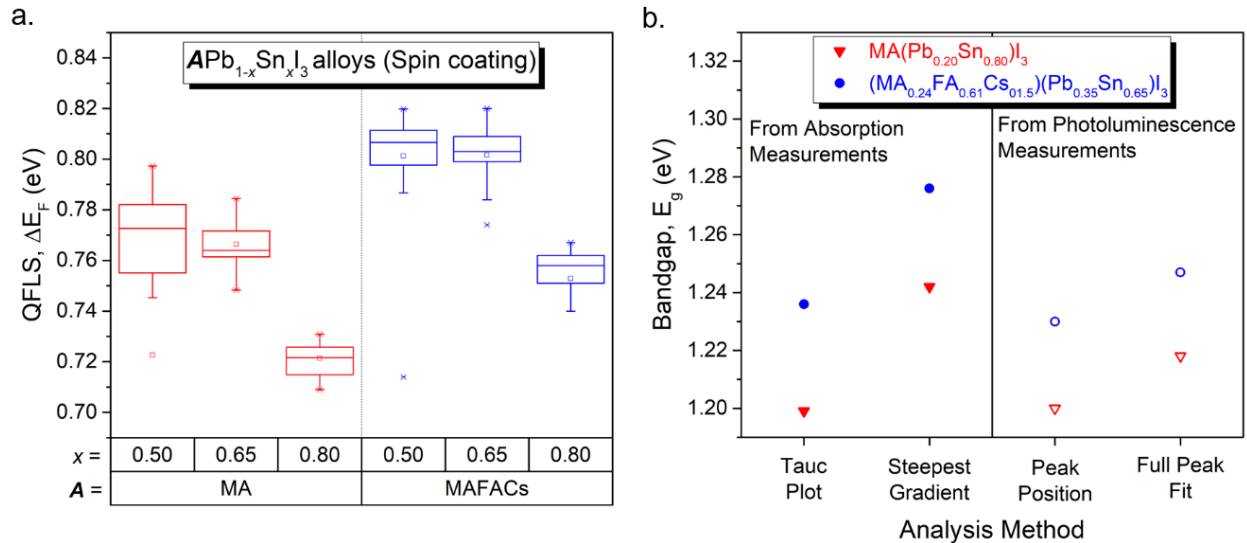 a.
APb1-xSnxI3 alloys (Spin coating)
QFLS, ΔEF (eV)
0.84
0.82
0.80
0.78
0.76
0.74
0.72
0.70
x = 0.50 0.65 0.80 0.50 0.65 0.80
A = MA MAFACs
b.
MA(Pb0.20Sn0.80)I3
(MA0.24FA0.61Cs01.5)(Pb0.35Sn0.65)I3
From Absorption
Measurements
From Photoluminescence
Measurements
Bandgap, Eg (eV)
1.32
1.30
1.28
1.26
1.24
1.22
1.20
Tauc
Plot
Steepest
Gradient
Peak
Position
Full Peak
Fit
Analysis Method